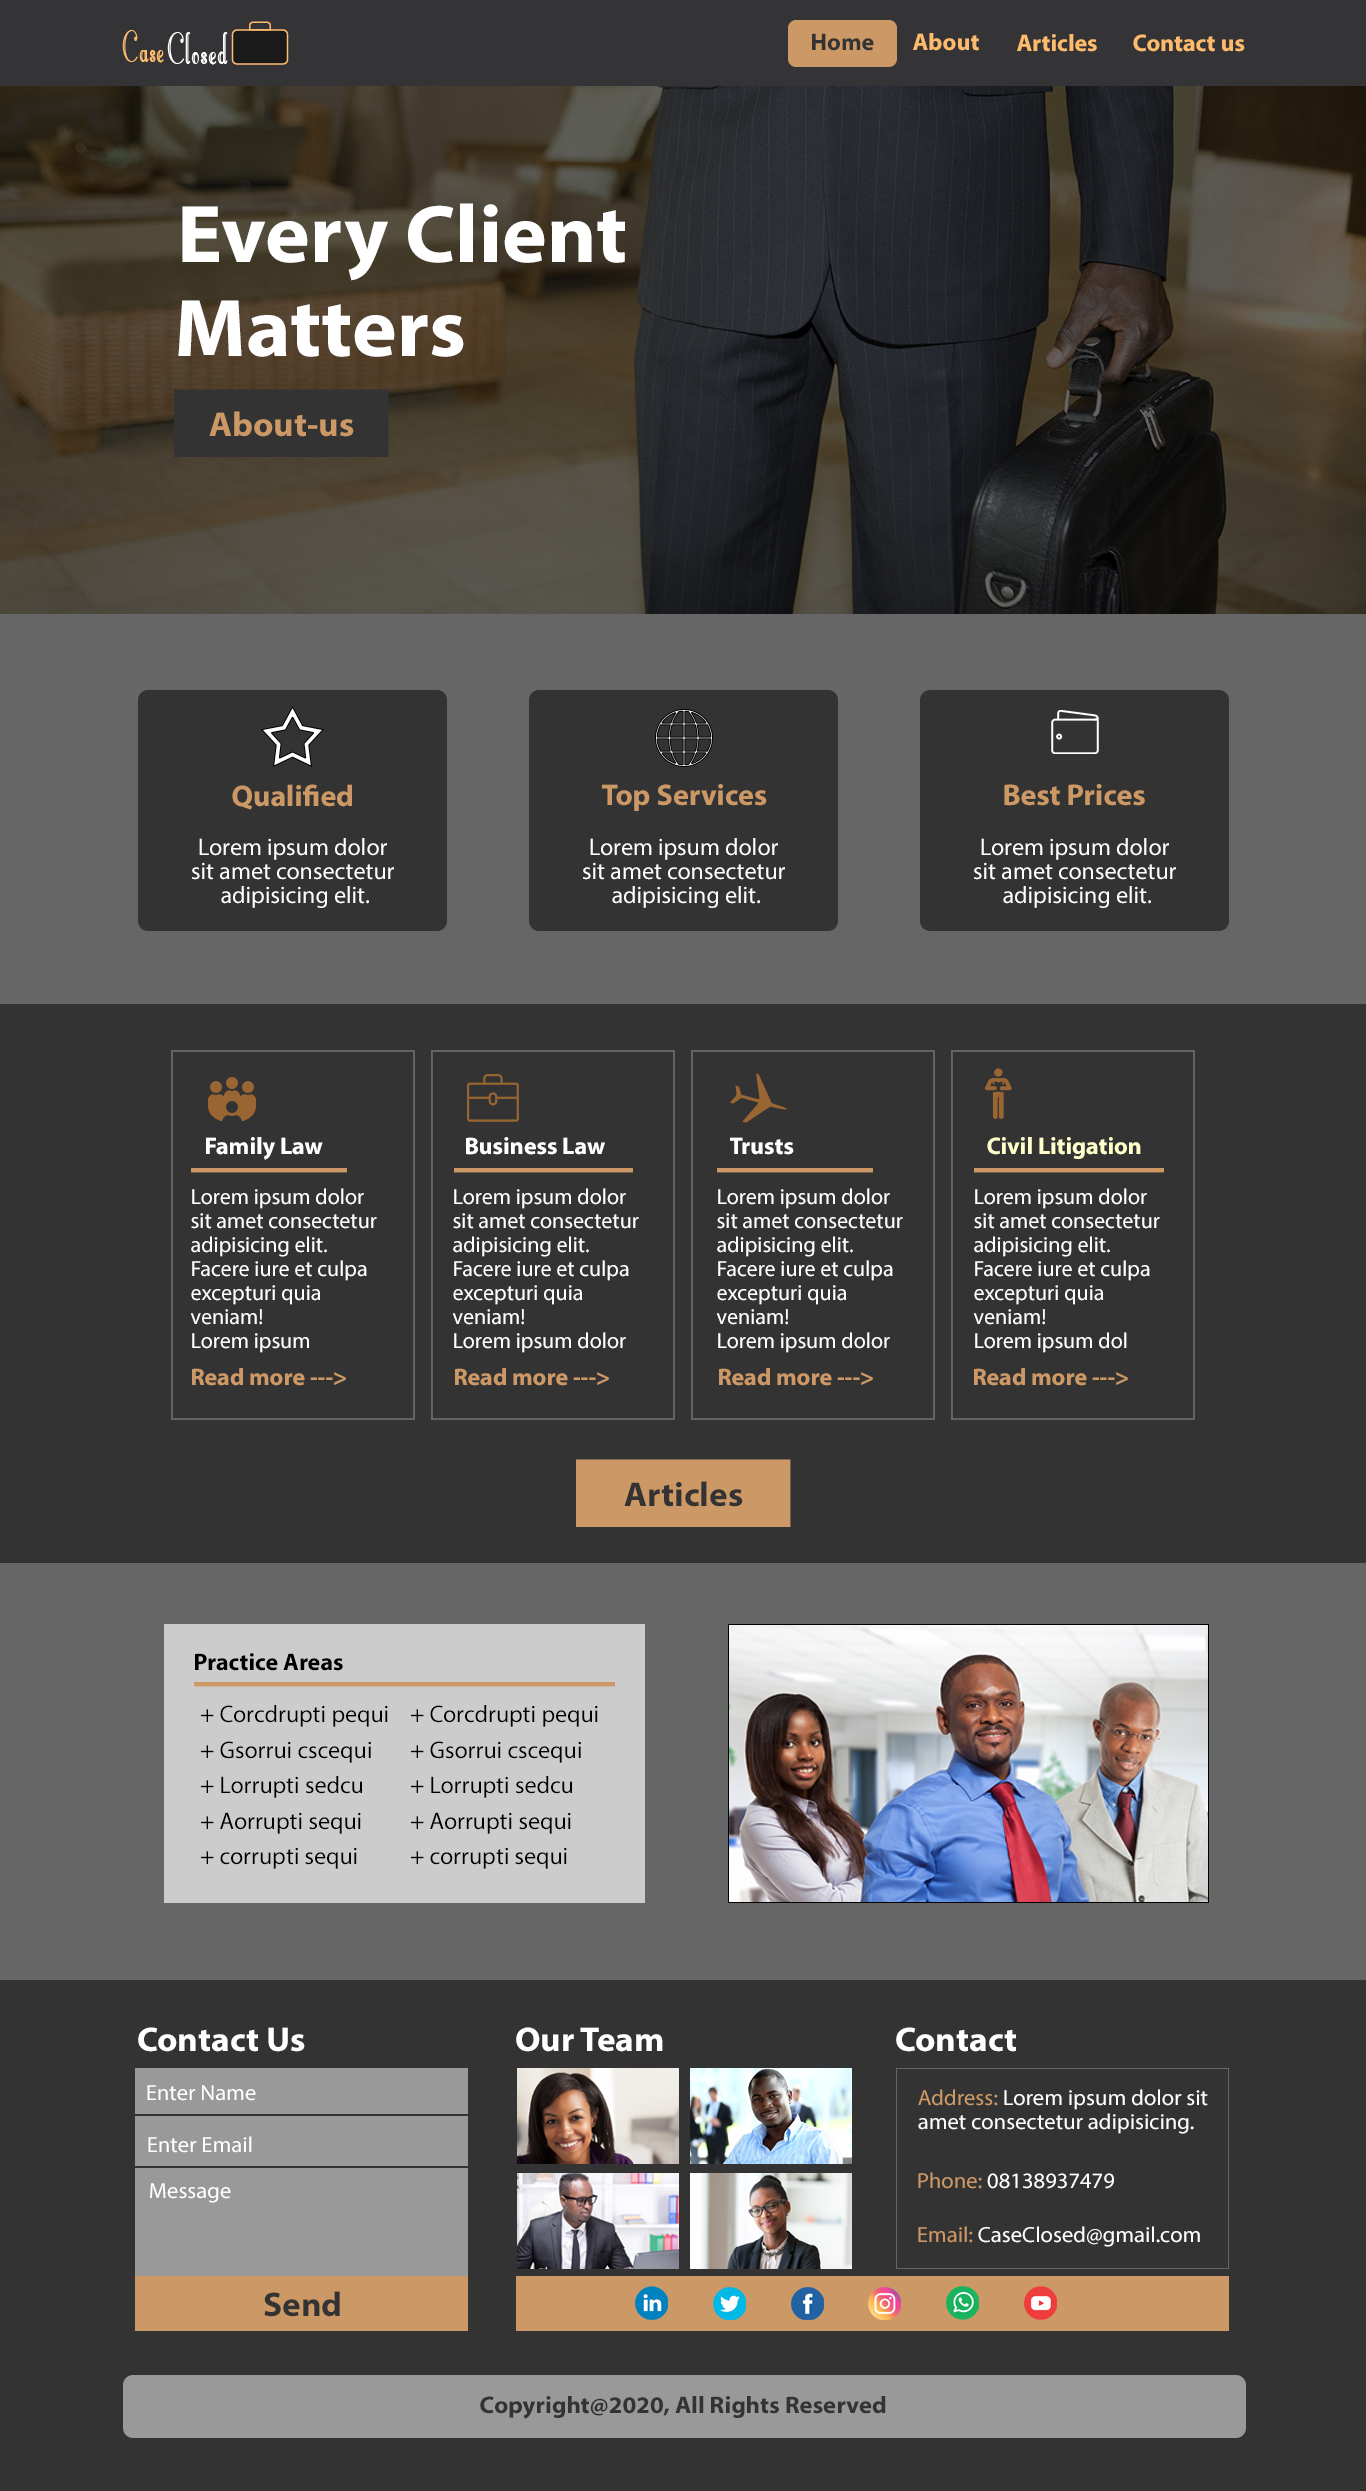 Case Closed
Home
About
Articles
Contact us
Every Client
Matters
About-us
Qualified
Lorem ipsum dolor
sit amet consectetur
adipisicing elit.
Top Services
Lorem ipsum dolor
sit amet consectetur
adipisicing elit.
Best Prices
Lorem ipsum dolor
sit amet consectetur
adipisicing elit.
Family Law
Lorem ipsum dolor
sit amet consectetur
adipisicing elit.
Facere iure et culpa
excepturi quia
veniam!
Lorem ipsum
Read more --->
Business Law
Lorem ipsum dolor
sit amet consectetur
adipisicing elit.
Facere iure et culpa
excepturi quia
veniam!
Lorem ipsum dolor
Read more --->
Trusts
Lorem ipsum dolor
sit amet consectetur
adipisicing elit.
Facere iure et culpa
excepturi quia
veniam!
Lorem ipsum dolor
Read more --->
Civil Litigation
Lorem ipsum dolor
sit amet consectetur
adipisicing elit.
Facere iure et culpa
excepturi quia
veniam!
Lorem ipsum dol
Read more --->
Articles
Practice Areas
+ Corcdrupti pequi
+ Gsorrui cscequi
+ Lorrupti sedcu
+ Aorrupti sequi
+ corrupti sequi
+ Corcdrupti pequi
+ Gsorrui cscequi
+ Lorrupti sedcu
+ Aorrupti sequi
+ corrupti sequi
Contact Us
Enter Name
Enter Email
Message
Send
Our Team
Contact
Address: Lorem ipsum dolor sit
amet consectetur adipisicing.
Phone: 08138937479
Email: CaseClosed@gmail.com
in
f
Copyright@2020, All Rights Reserved